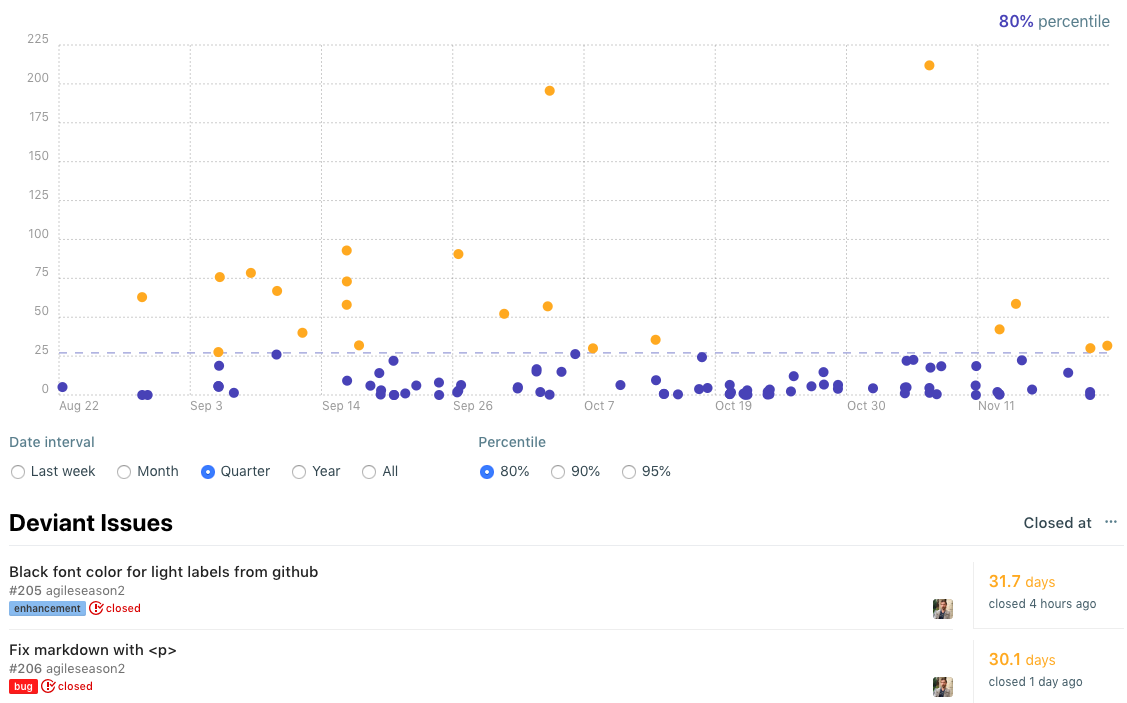 80% percentile
225
200
175
150
125
100
75
50
25
0
Aug 22 Sep 3 Sep 14 Sep 26 Oct 7 Oct 19 Oct 30 Nov 11
Date interval Percentile
Last week Month Quarter Year All 80% 90% 95%
Deviant Issues Closed at ···
Black font color for light labels from github
#205 agileseason2
enhancement closed
31.7 days
closed 4 hours ago
Fix markdown with <p>
#206 agileseason2
bug closed
30.1 days
closed 1 day ago